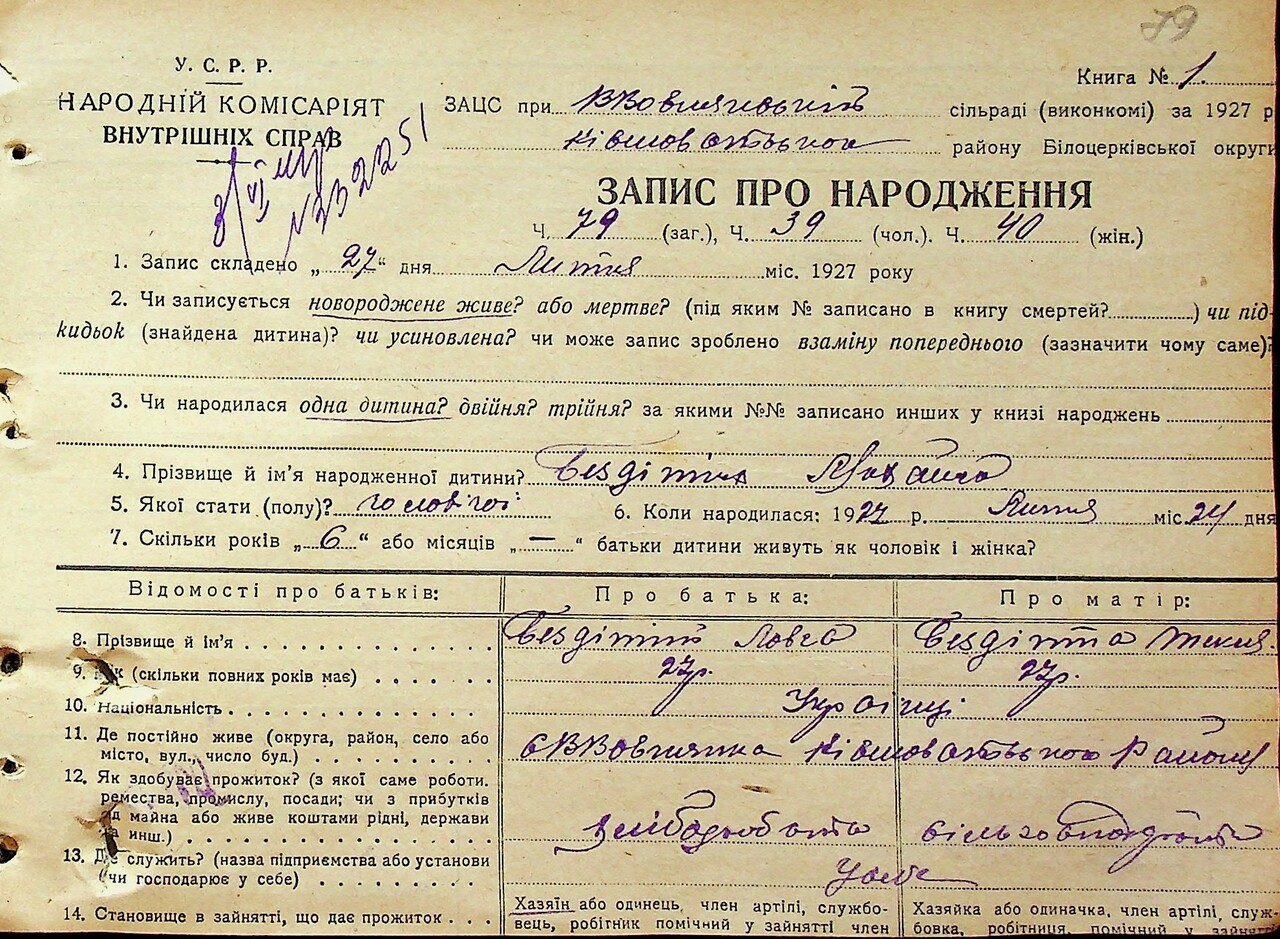 79
У. С. Р. Р.
НАРОДНІЙ КОМІСАРІЯТ
ВНУТРІШНІХ СПРАВ
Книга № 1.
ЗАЦС при сільраді (виконкомі) за 1927 р
району Білоцерківської округи
ЗАПИС ПРО НАРОДЖЕННЯ
Ч. 79 (заг.), Ч. 39 (чол.). Ч. 40 (жін.)
1. Запис складено „ 27 “ дня Липня міс. 1927 року
2. Чи записується новороджене живе? або мертве? (під яким № записано в книгу смертей? ) чи під-
кидьок (знайдена дитина)? чи усиновлена? чи може запис зроблено взаміну попереднього (зазначити чому саме)?
3. Чи народилася одна дитина? двійня? трійня? за якими №№ записано инших у книзі народжень
4. Прізвище й ім’я народженної дитини?
5. Якої стати (полу)? чоловічої 6. Коли народилася: 1927 р. Липня міс. 24 дня
7. Скільки років „ 6 “ або місяців „ — “ батьки дитини живуть як чоловік і жінка?
Відомості про батьків: Про батька: Про матір:
8. Прізвище й ім’я
9. (скільки повних років має) 27р. 27р.
10. Національність Українці
11. Де постійно живе (округа, район, село або
місто, вул., число буд.)
12. Як здобуває прожиток? (з якої саме роботи.
ремества, промислу, посади; чи з прибутків
майна або живе коштами рідні, держави
инш.)
13. Де служить? (назва підприємства або установи
чи господарює у себе)
14. Становище в зайнятті, що дає прожиток
Хазяїн або одинець, член артілі, службо-
вець, робітник помічний у зайнятті член
Хазяйка або одиначка, член артілі, служ-
бовка, робітниця, помічний у зайнятті